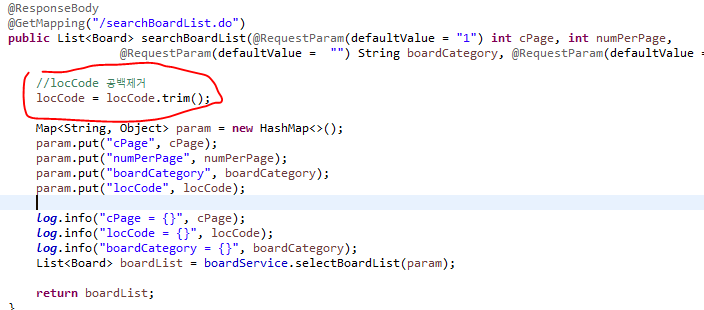 @ResponseBody
@GetMapping("/searchBoardList.do")
public List<Board> searchBoardList(@RequestParam(defaultValue = "1") int cPage, int numPerPage,
@RequestParam(defaultValue =  "") String boardCategory, @RequestParam(defaultValue =
//locCode 공백제거
locCode = locCode.trim();
Map<String, Object> param = new HashMap<>();
param.put("cPage", cPage);
param.put("numPerPage", numPerPage);
param.put("boardCategory", boardCategory);
param.put("locCode", locCode);
log.info("cPage = {}", cPage);
log.info("locCode = {}", locCode);
log.info("boardCategory = {}", boardCategory);
List<Board> boardList = boardService.selectBoardList(param);
return boardList;
}